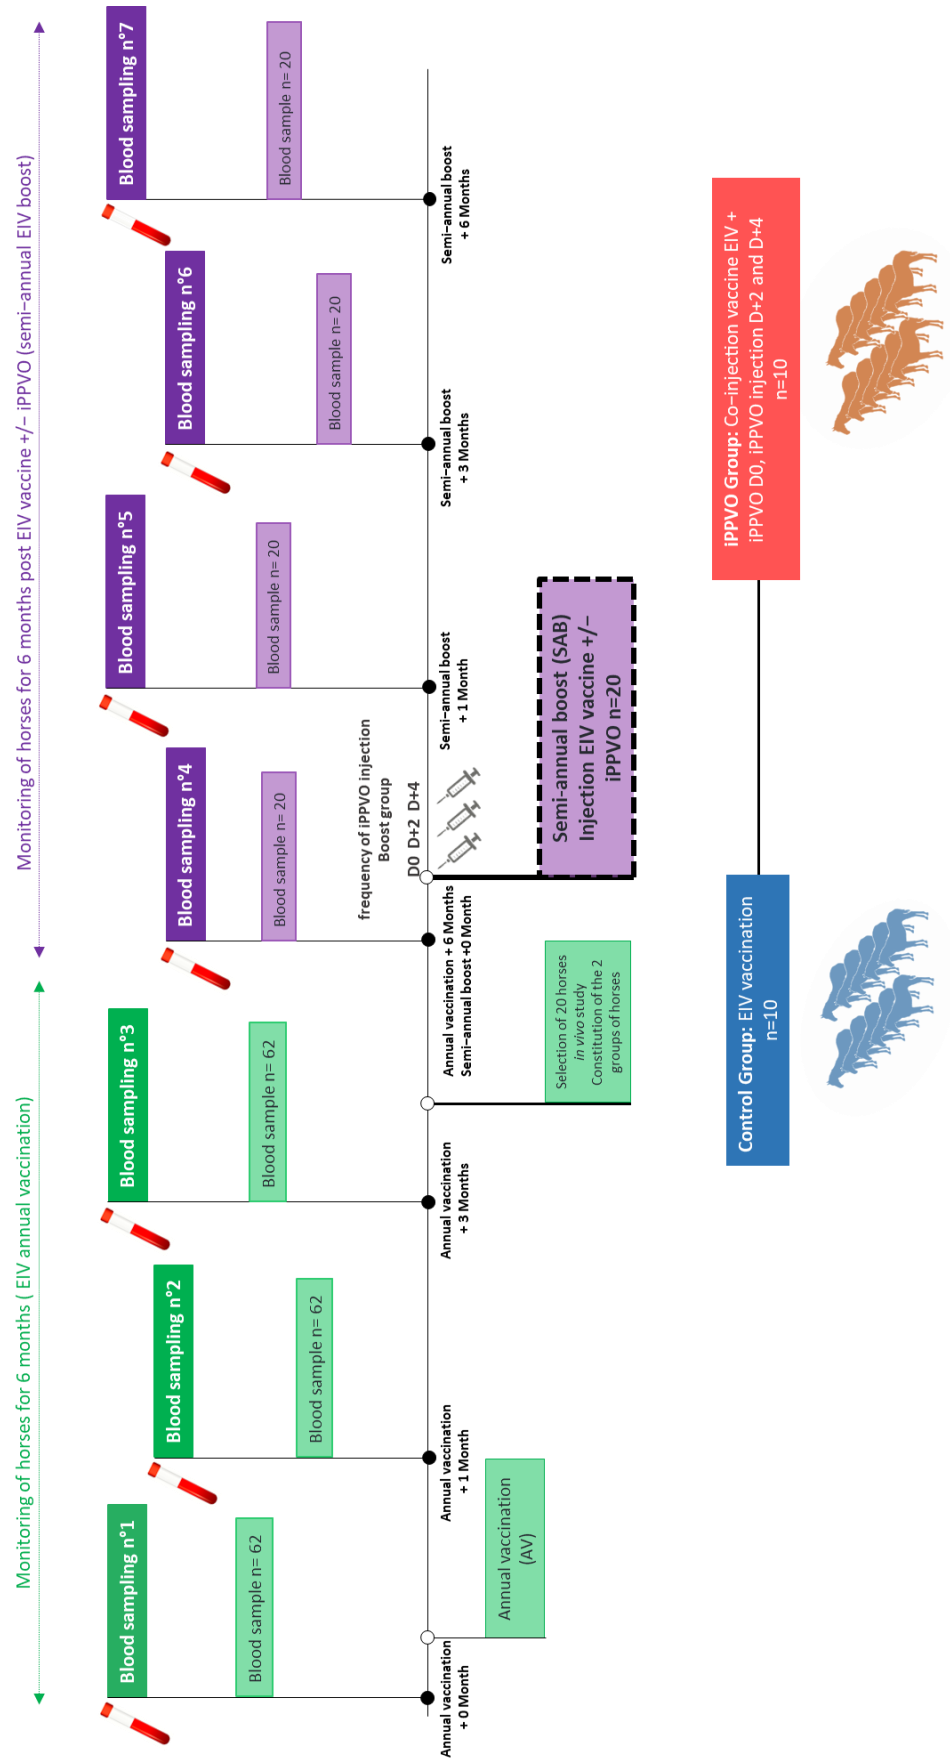 Monitoring of horses for 6 months ( EIV annual vaccination)
Monitoring of horses for 6 months post EIV vaccine +/− iPPVO (semi−annual EIV boost)
Blood sampling n°1
Blood sample n= 62
Annual vaccination
+ 0 Month
Annual vaccination
(AV)
Blood sampling n°2
Blood sample n= 62
Annual vaccination
+ 1 Month
Blood sampling n°3
Blood sample n= 62
Annual vaccination
+ 3 Months
Selection of 20 horses
in vivo study
Constitution of the 2
groups of horses
Blood sampling n°4
Blood sample n= 20
Annual vaccination + 6 Months
Semi−annual boost +0 Month
frequency of iPPVO injection
Boost group
D0 D+2 D+4
Semi−annual boost (SAB)
Injection EIV vaccine +/−
iPPVO n=20
Blood sampling n°5
Blood sample n= 20
Semi−annual boost
+ 1 Month
Blood sampling n°6
Blood sample n= 20
Semi−annual boost
+ 3 Months
Blood sampling n°7
Blood sample n= 20
Semi−annual boost
+ 6 Months
Control Group: EIV vaccination
n=10
iPPVO Group: Co−injection vaccine EIV +
iPPVO D0, iPPVO injection D+2 and D+4
n=10